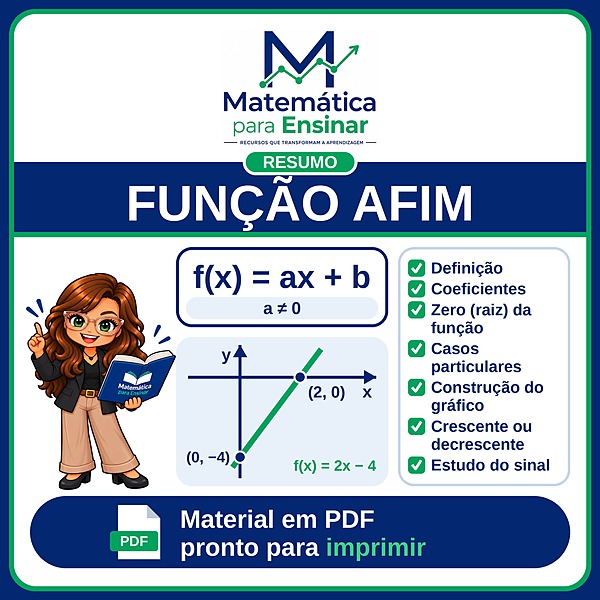 M
Matemática
para Ensinar
RECURSOS QUE TRANSFORMAM A APRENDIZAGEM
RESUMO
FUNÇÃO AFIM
f(x) = ax + b
a ≠ 0
Matemática
para Ensinar
y
x
(2, 0)
(0, −4)
f(x) = 2x − 4
Definição
Coeficientes
Zero (raiz) da
função
Casos
particulares
Construção do
gráfico
Crescente ou
decrescente
Estudo do sinal
PDF
Material em PDF
pronto para imprimir